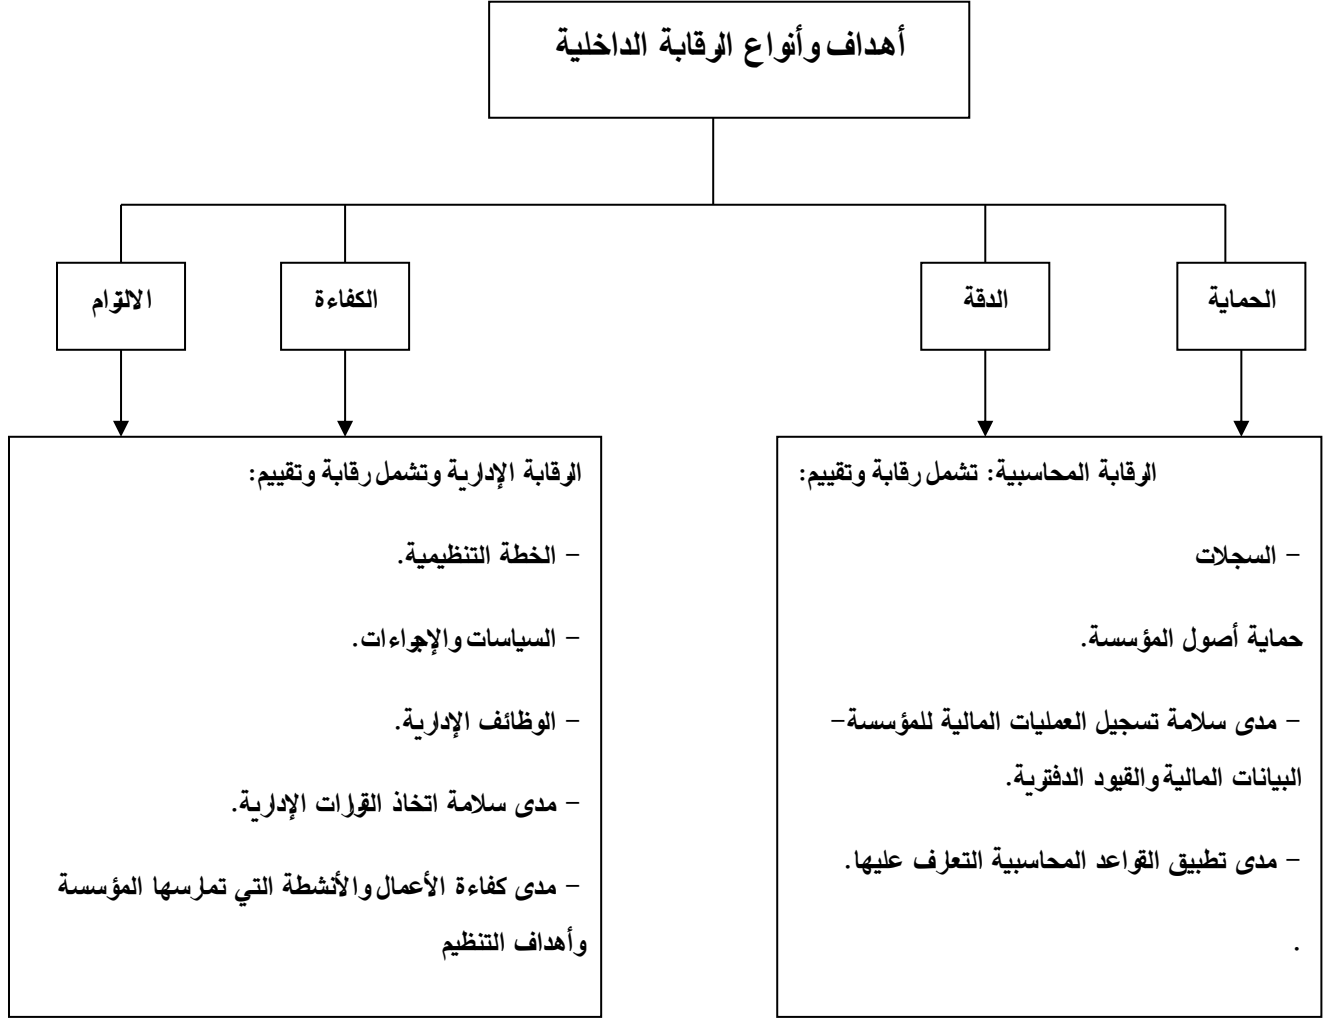 أهداف وأنواع الرقابة الداخلية
الحماية
الدقة
الكفاءة
الالتزام
الرقابة المحاسبية: تشمل رقابة وتقييم:
– السجلات
حماية أصول المؤسسة.
– مدى سلامة تسجيل العمليات المالية للمؤسسة–
البيانات المالية والقيود الدفترية.
– مدى تطبيق القواعد المحاسبية التعارف عليها.
.
الرقابة الإدارية وتشمل رقابة وتقييم:
– الخطة التنظيمية.
– السياسات والإجراءات.
– الوظائف الإدارية.
– مدى سلامة اتخاذ القرارات الإدارية.
– مدى كفاءة الأعمال والأنشطة التي تمارسها المؤسسة
وأهداف التنظيم